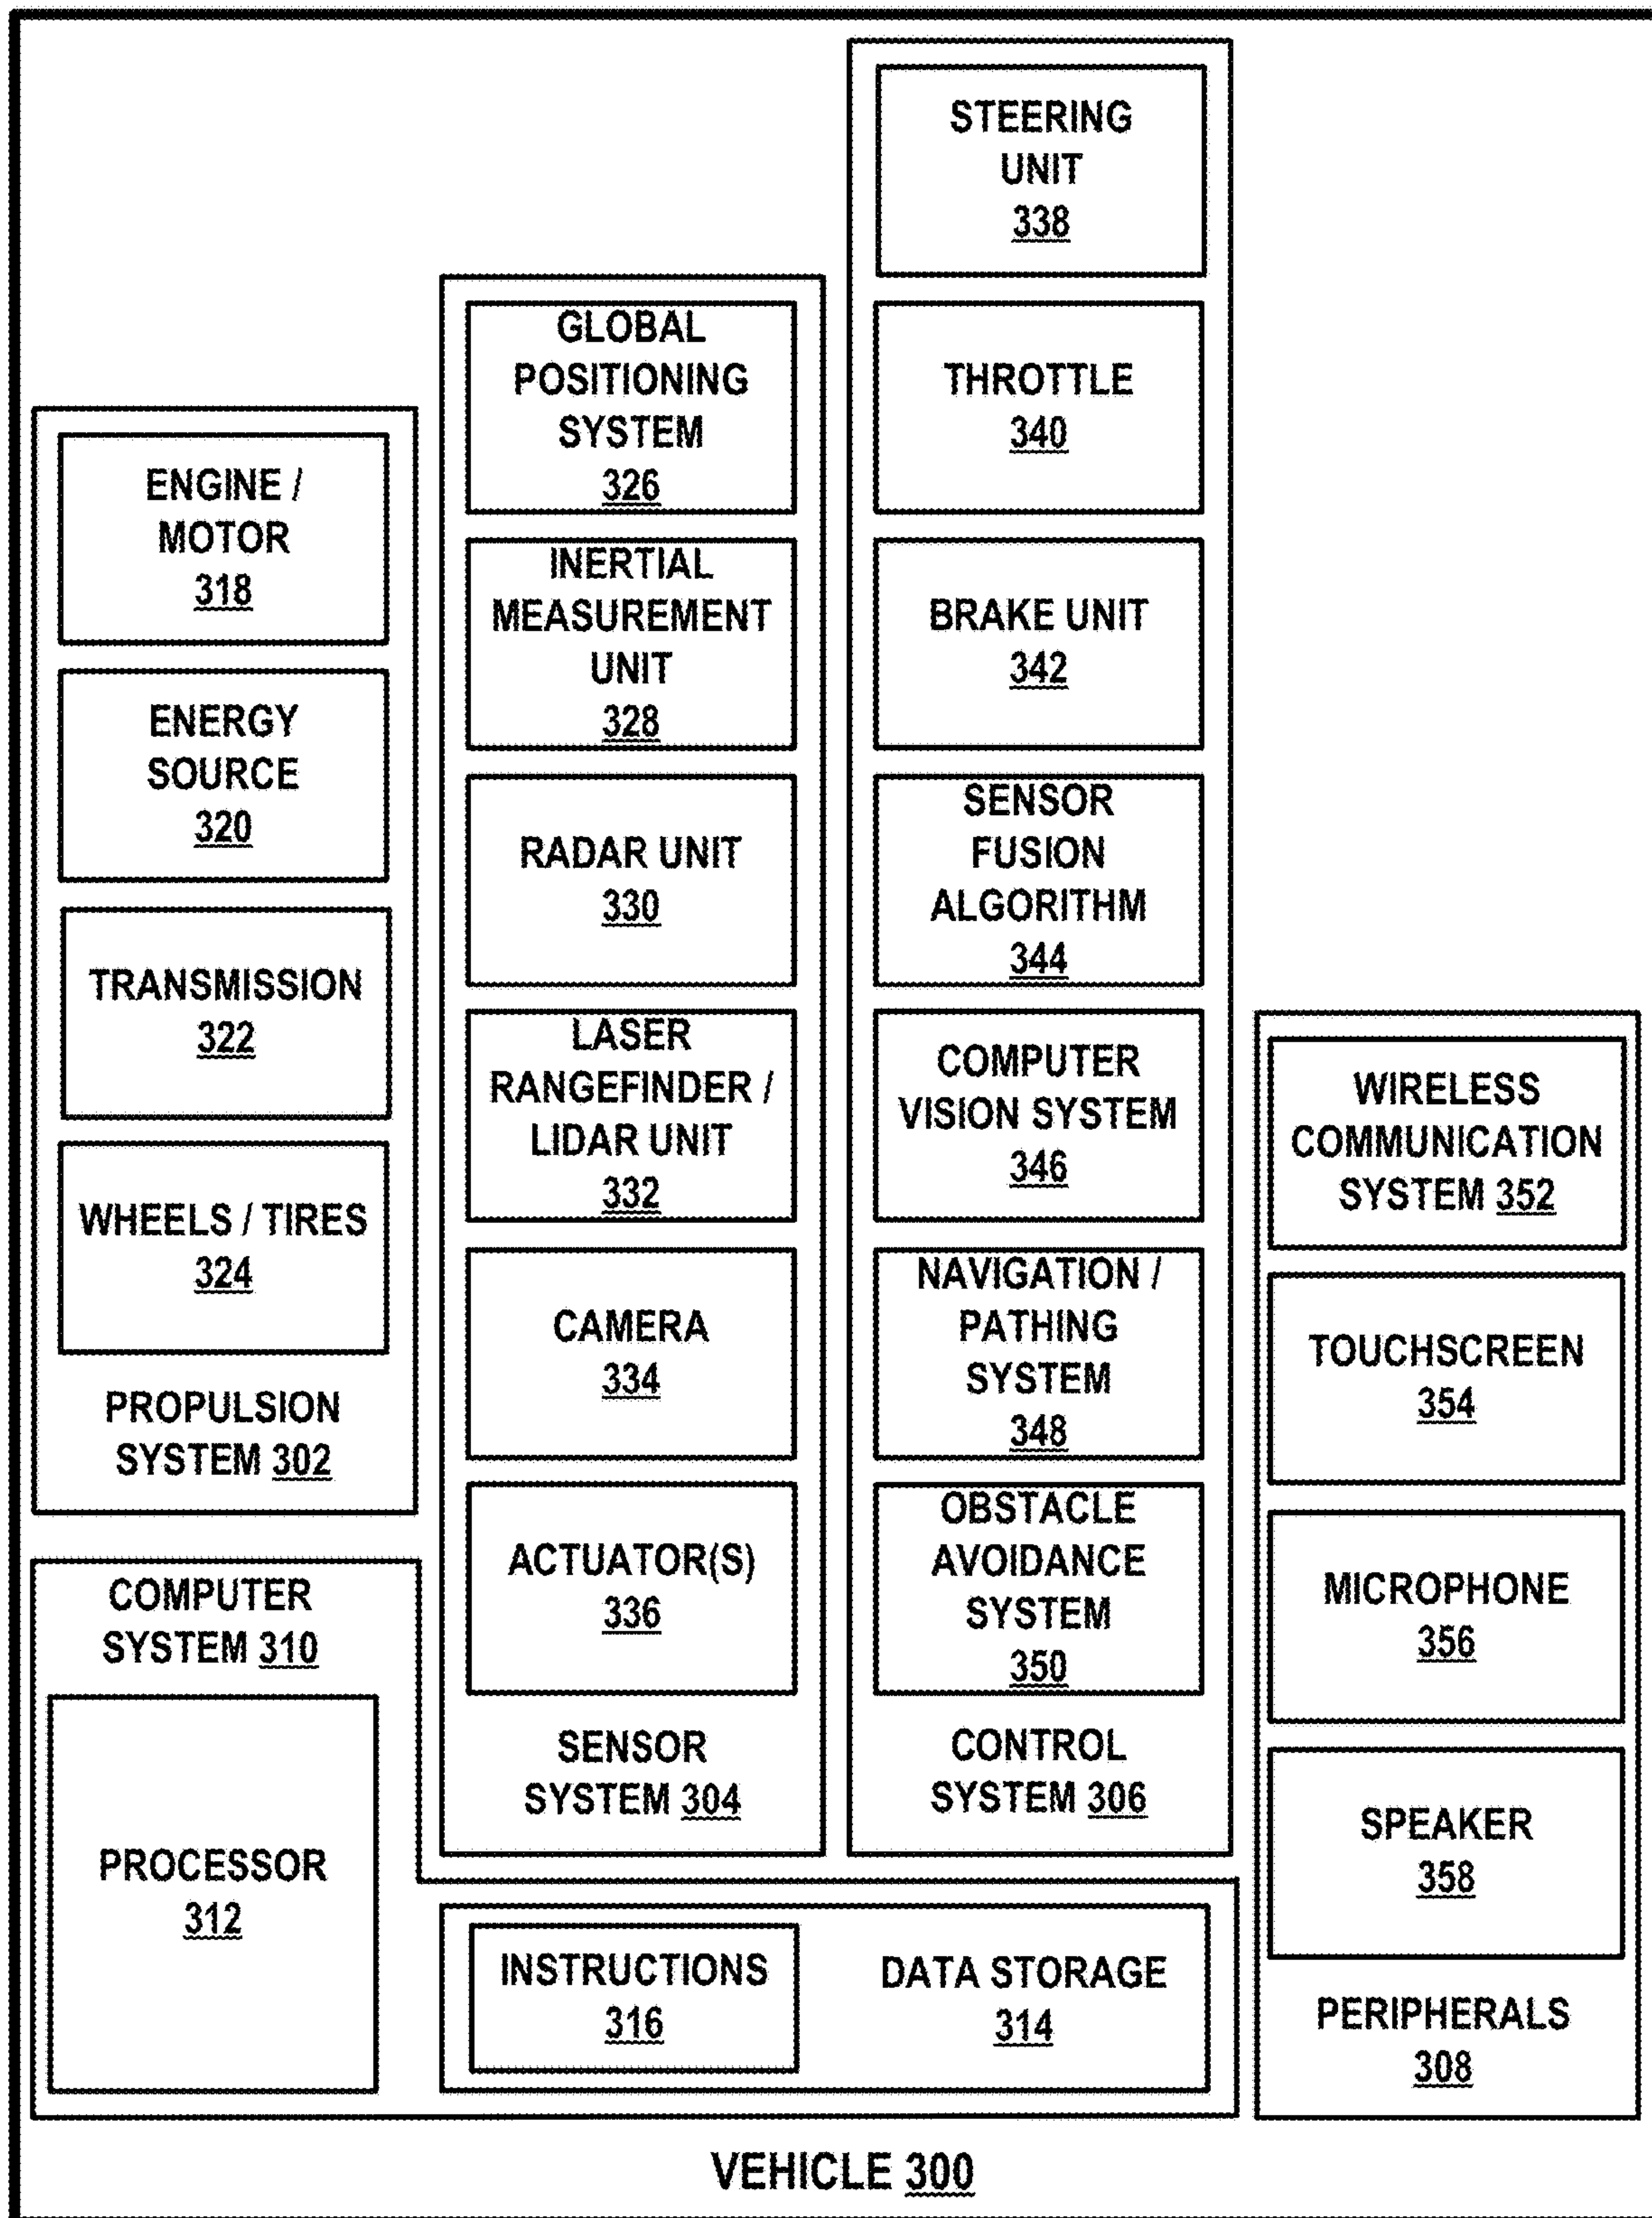 ENGINE /
MOTOR
318
ENERGY
SOURCE
320
TRANSMISSION
322
WHEELS / TIRES
324
PROPULSION
SYSTEM 302
GLOBAL
POSITIONING
SYSTEM
326
INERTIAL
MEASUREMENT
UNIT
328
RADAR UNIT
330
LASER
RANGEFINDER /
LIDAR UNIT
332
CAMERA
334
ACTUATOR(S)
336
SENSOR
SYSTEM 304
STEERING
UNIT
338
THROTTLE
340
BRAKE UNIT
342
SENSOR
FUSION
ALGORITHM
344
COMPUTER
VISION SYSTEM
346
NAVIGATION /
PATHING
SYSTEM
348
OBSTACLE
AVOIDANCE
SYSTEM
350
CONTROL
SYSTEM 306
WIRELESS
COMMUNICATION
SYSTEM 352
TOUCHSCREEN
354
MICROPHONE
356
SPEAKER
358
PERIPHERALS
308
COMPUTER
SYSTEM 310
PROCESSOR
312
INSTRUCTIONS
316
DATA STORAGE
314
VEHICLE 300